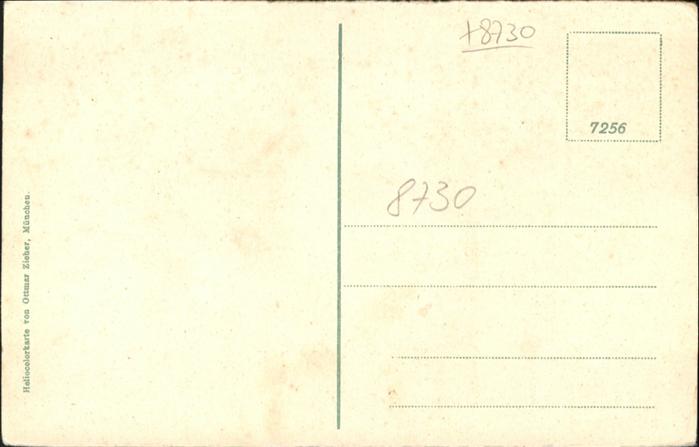 +8730
7256
8730
Heliocolorkarte von Ottmar Zieher, München.